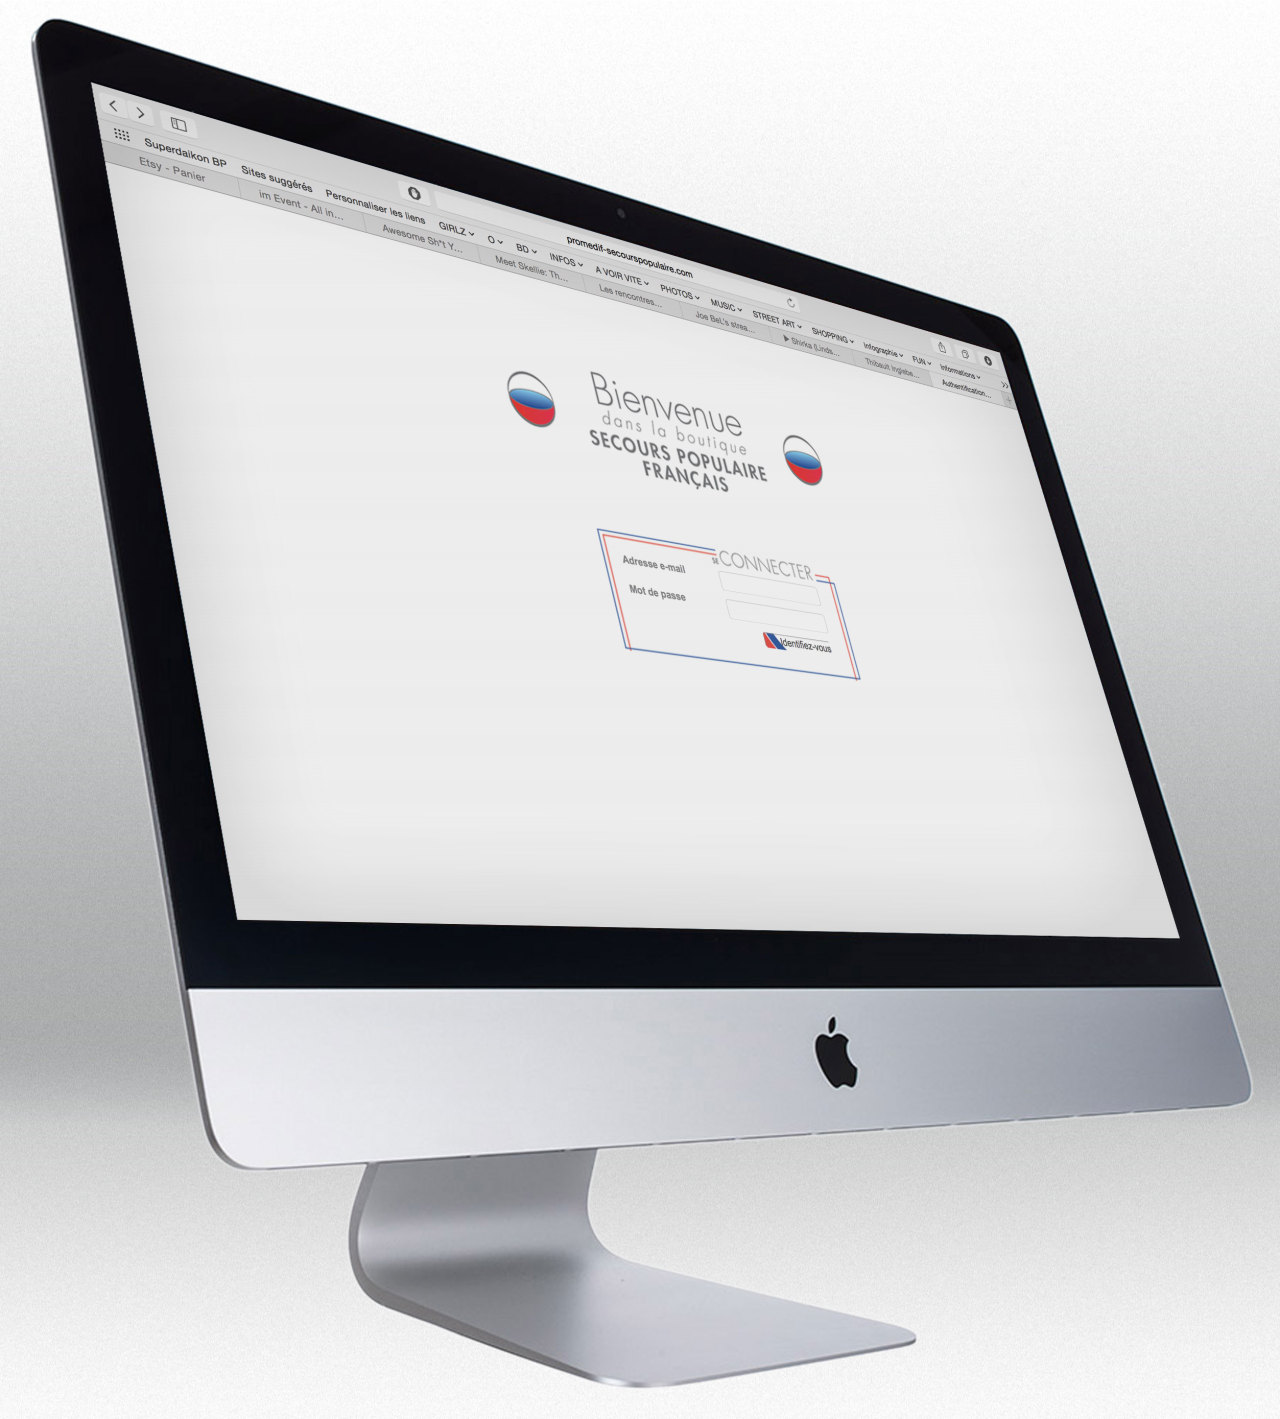 promedif-secourspopulaire.com
Superdaikon BP Sites suggérés Personnaliser les liens GIRLZ O BD INFOS A VOIR VITE PHOTOS MUSIC STREET ART SHOPPING Infographie FUN Informations
Etsy - Panier im Event - All in... Awesome Sh*t Y... Meet Skellie: Th... Les rencontres... Joe BeL's strea... Shirka (Linds... Thibault Inglebe... Authentification...
Bienvenue
dans la boutique
SECOURS POPULAIRE
FRANÇAIS
SE CONNECTER
Adresse e-mail
Mot de passe
Identifiez-vous